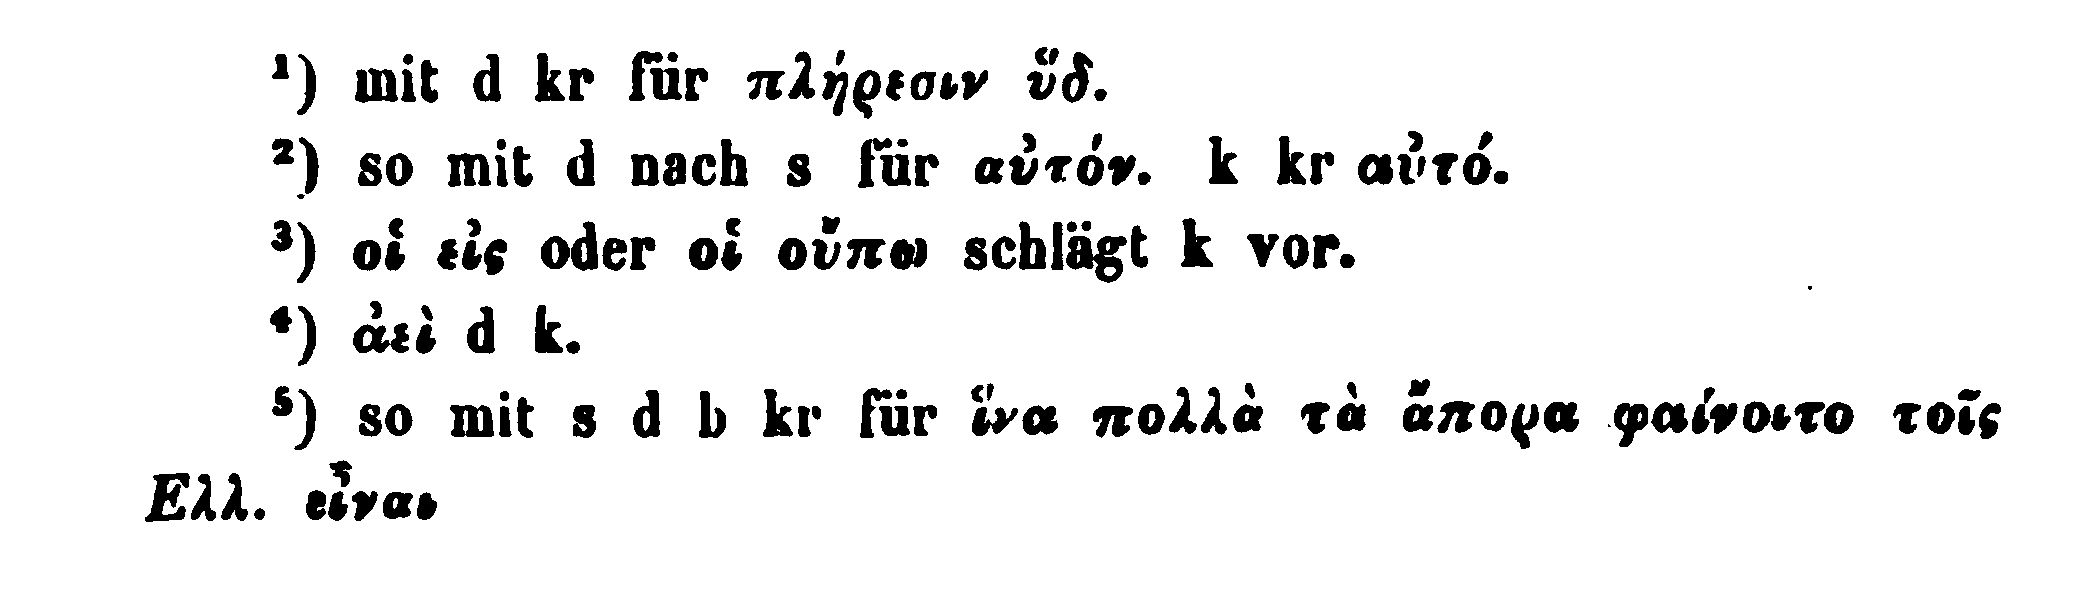 ¹) mit d kr für πλήρεσιν ὕδ.
²) so mit d nach s für αὐτόν. k kr αὐτό.
³) οἱ εἰς oder οἱ οὔπω schlägt k vor.
⁴) ἀεὶ d k.
⁵) so mit s d b kr für ἵνα πολλὰ τὰ ἄπορα φαίνοιτο τοῖς
Ελλ. εἶναι